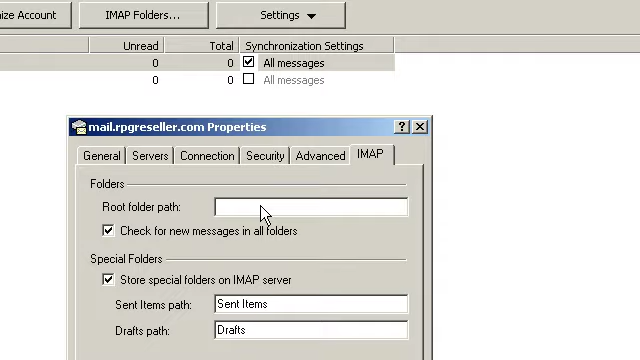 ize Account IMAP Folders... Settings
Unread Total Synchronization Settings
0 0 All messages
0 0 All messages
mail.rpgreseller.com Properties
General Servers Connection Security Advanced IMAP
Folders
Root folder path:
Check for new messages in all folders
Special Folders
Store special folders on IMAP server
Sent Items path: Sent Items
Drafts path: Drafts